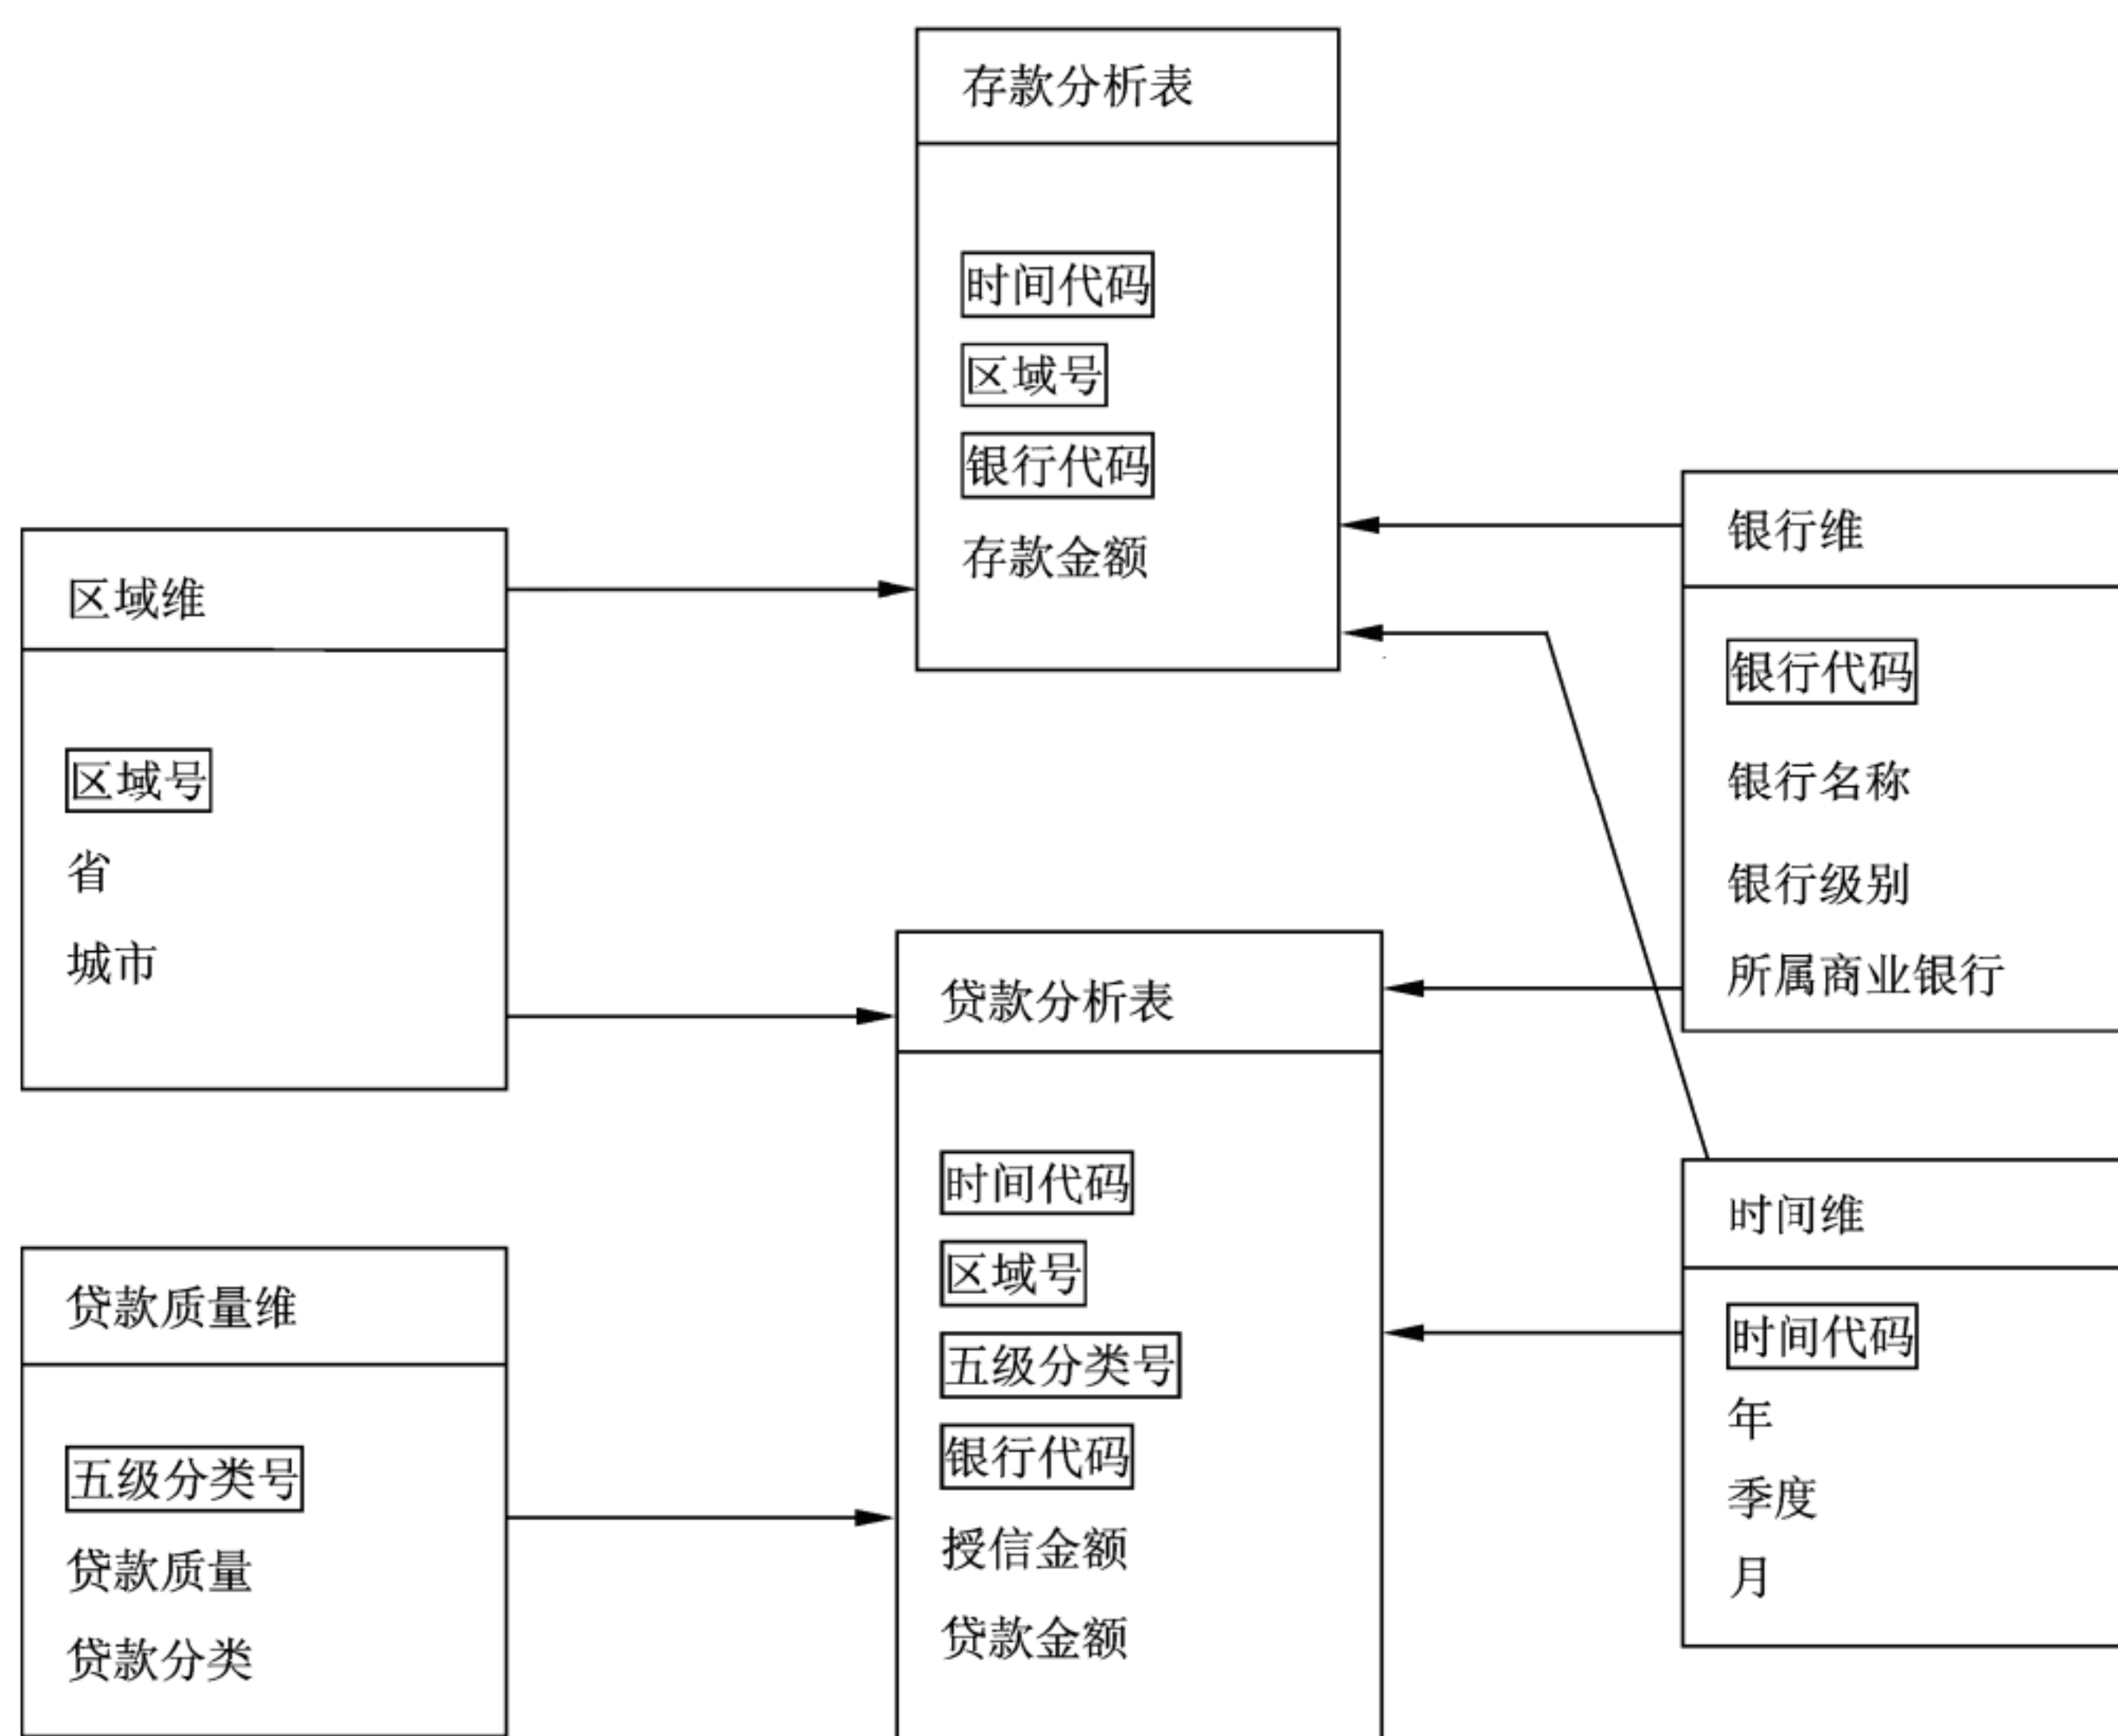 存款分析表
时间代码
区域号
银行代码
存款金额
区域维
区域号
省
城市
银行维
银行代码
银行名称
银行级别
所属商业银行
贷款分析表
时间代码
区域号
五级分类号
银行代码
授信金额
贷款金额
贷款质量维
五级分类号
贷款质量
贷款分类
时间维
时间代码
年
季度
月